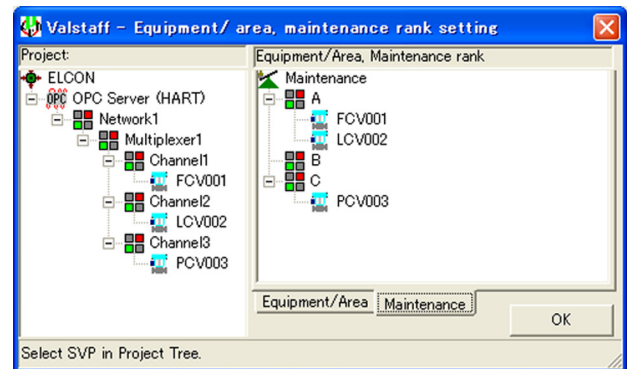 Valstaff - Equipment/ area, maintenance rank setting
Project:
ELCON
OPC OPC Server (HART)
Network1
Multiplexer1
Channel1
FCV001
Channel2
LCV002
Channel3
PCV003
Equipment/Area, Maintenance rank
Maintenance
A
FCV001
LCV002
B
C
PCV003
Equipment/Area
Maintenance
OK
Select SVP in Project Tree.